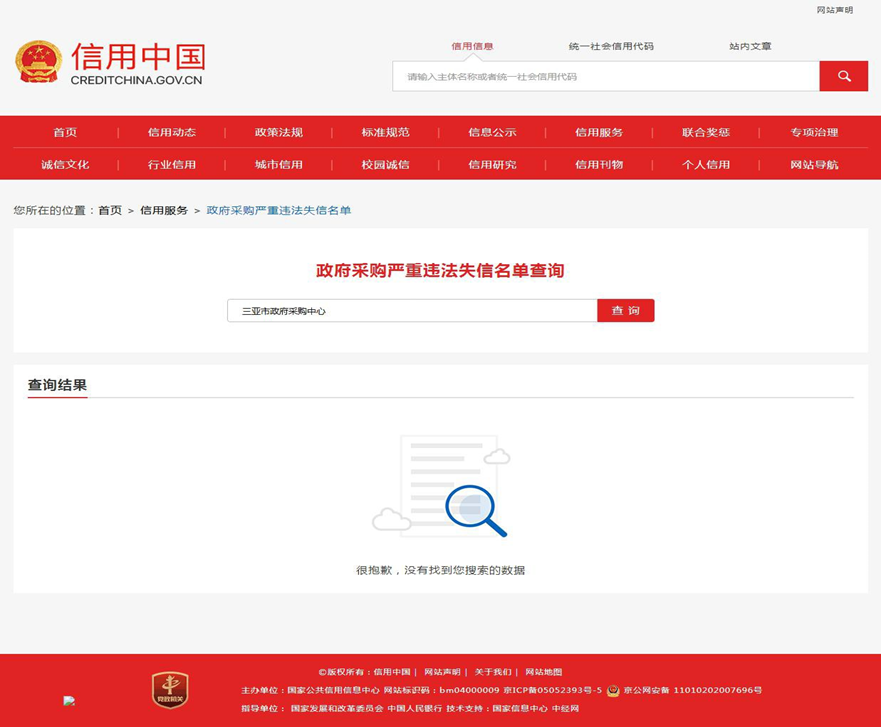 网站声明
信用中国
CREDITCHINA.GOV.CN
信用信息 统一社会信用代码 站内文章
请输入主体名称或者统一社会信用代码
首页 | 信用动态 | 政策法规 | 标准规范 | 信息公示 | 信用服务 | 联合奖惩 | 专项治理
诚信文化 | 行业信用 | 城市信用 | 校园诚信 | 信用研究 | 信用刊物 | 个人信用 | 网站导航
您所在的位置：首页 > 信用服务 > 政府采购严重违法失信名单
政府采购严重违法失信名单查询
三亚市政府采购中心 查 询
查询结果
很抱歉，没有找到您搜索的数据
©版权所有：信用中国 | 网站声明 | 关于我们 | 网站地图
主办单位：国家公共信用信息中心 网站标识码：bm04000009 京ICP备05052393号-5 京公网安备 11010202007696号
指导单位： 国家发展和改革委员会 中国人民银行 技术支持：国家信息中心 中经网
党政机关